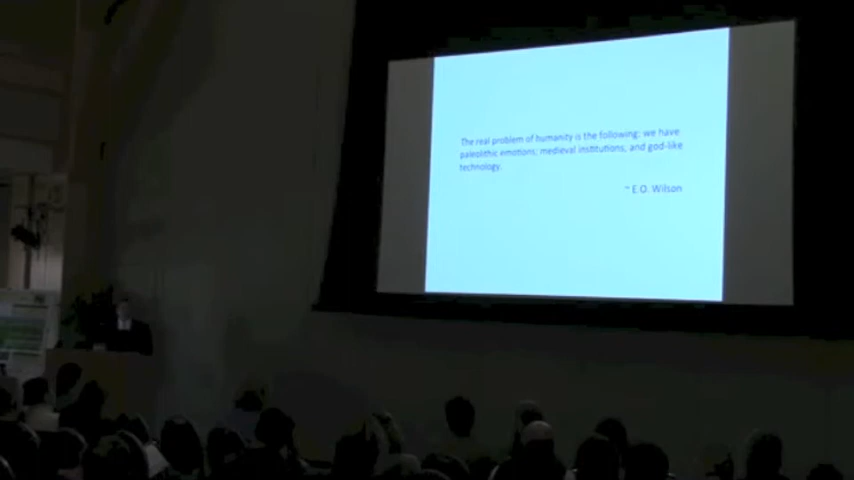 The real problem of humanity is the following: we have
paleolithic emotions; medieval institutions, and god-like
technology.
~ E.O. Wilson